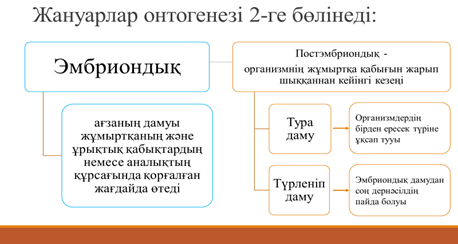 Жануарлар онтогенезі 2-ге бөлінеді:
Эмбриондық
ағзаның дамуы
жұмыртқаның және
ұрықтық қабықтардың
немесе аналықтың
құрсағында қорғалған
жағдайда өтеді
Постэмбриондық -
организмнің жұмыртқа қабығын жарып
шыққаннан кейінгі кезеңі
Тура
даму
Организмдердің
бірден ересек түріне
ұқсап тууы
Түрленіп
даму
Эмбриондық дамудан
соң дернәсілдің
пайда болуы